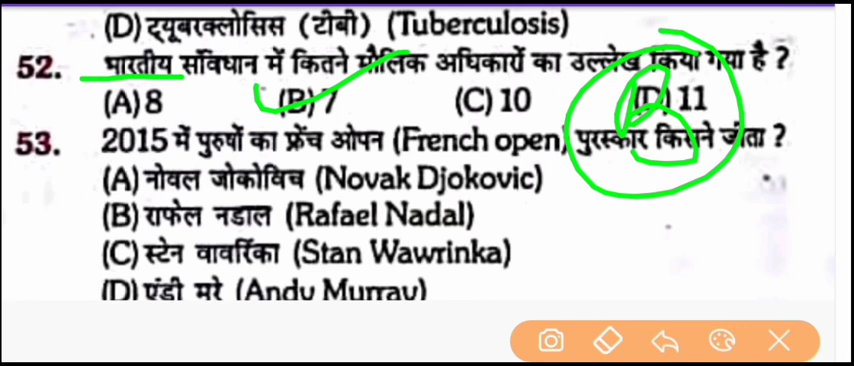 (D) ट्यूबरक्लोसिस (टीबी) (Tuberculosis)
52. भारतीय संविधान में कितने मौलिक अधिकारों का उल्लेख किया गया है ?
(A) 8 (B) 7 (C) 10 (D) 11
53. 2015 में पुरुषों का फ्रेंच ओपन (French open) पुरस्कार किसने जीता ?
(A) नोवल जोकोविच (Novak Djokovic)
(B) राफेल नडाल (Rafael Nadal)
(C) स्टेन वावरिंका (Stan Wawrinka)
(D) एंडी मरे (Andy Murray)